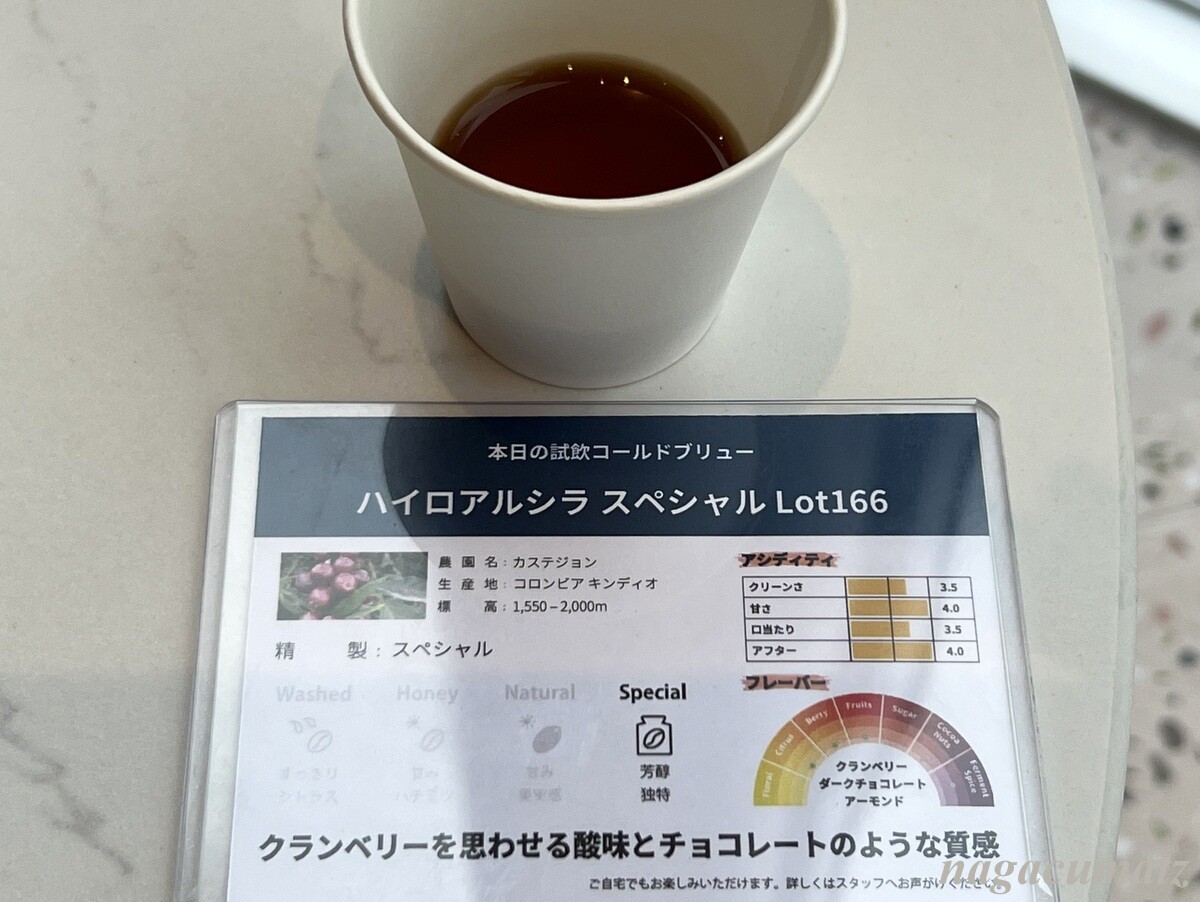 本日の試飲コールドブリュー
ハイロアルシラ スペシャル Lot166
農園名：カステジョン
生産地：コロンビア キンディオ
標高：1,550－2,000m
精製：スペシャル
アシディティ
クリーンさ 3.5
甘さ 4.0
口当たり 3.5
アフター 4.0
Washed Honey Natural Special
すっきり 甘み 芳醇
独特
フレーバー
Floral Citrus Berry Fruits Sugar Cocoa Nuts Ferment Spice
クランベリー
ダークチョコレート
アーモンド
クランベリーを思わせる酸味とチョコレートのような質感
ご自宅でもお楽しみいただけます。詳しくはスタッフへお声がけください